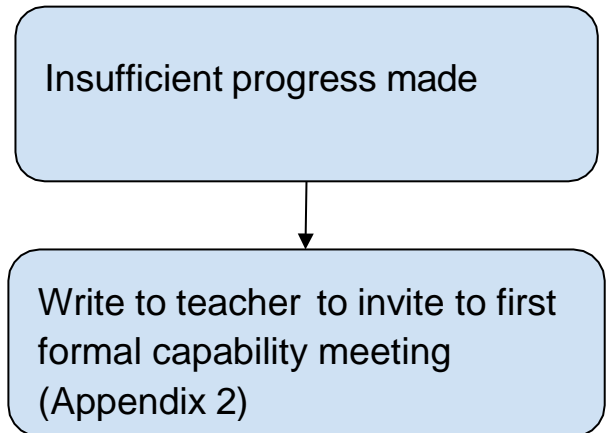 Insufficient progress made
Write to teacher to invite to first
formal capability meeting
(Appendix 2)